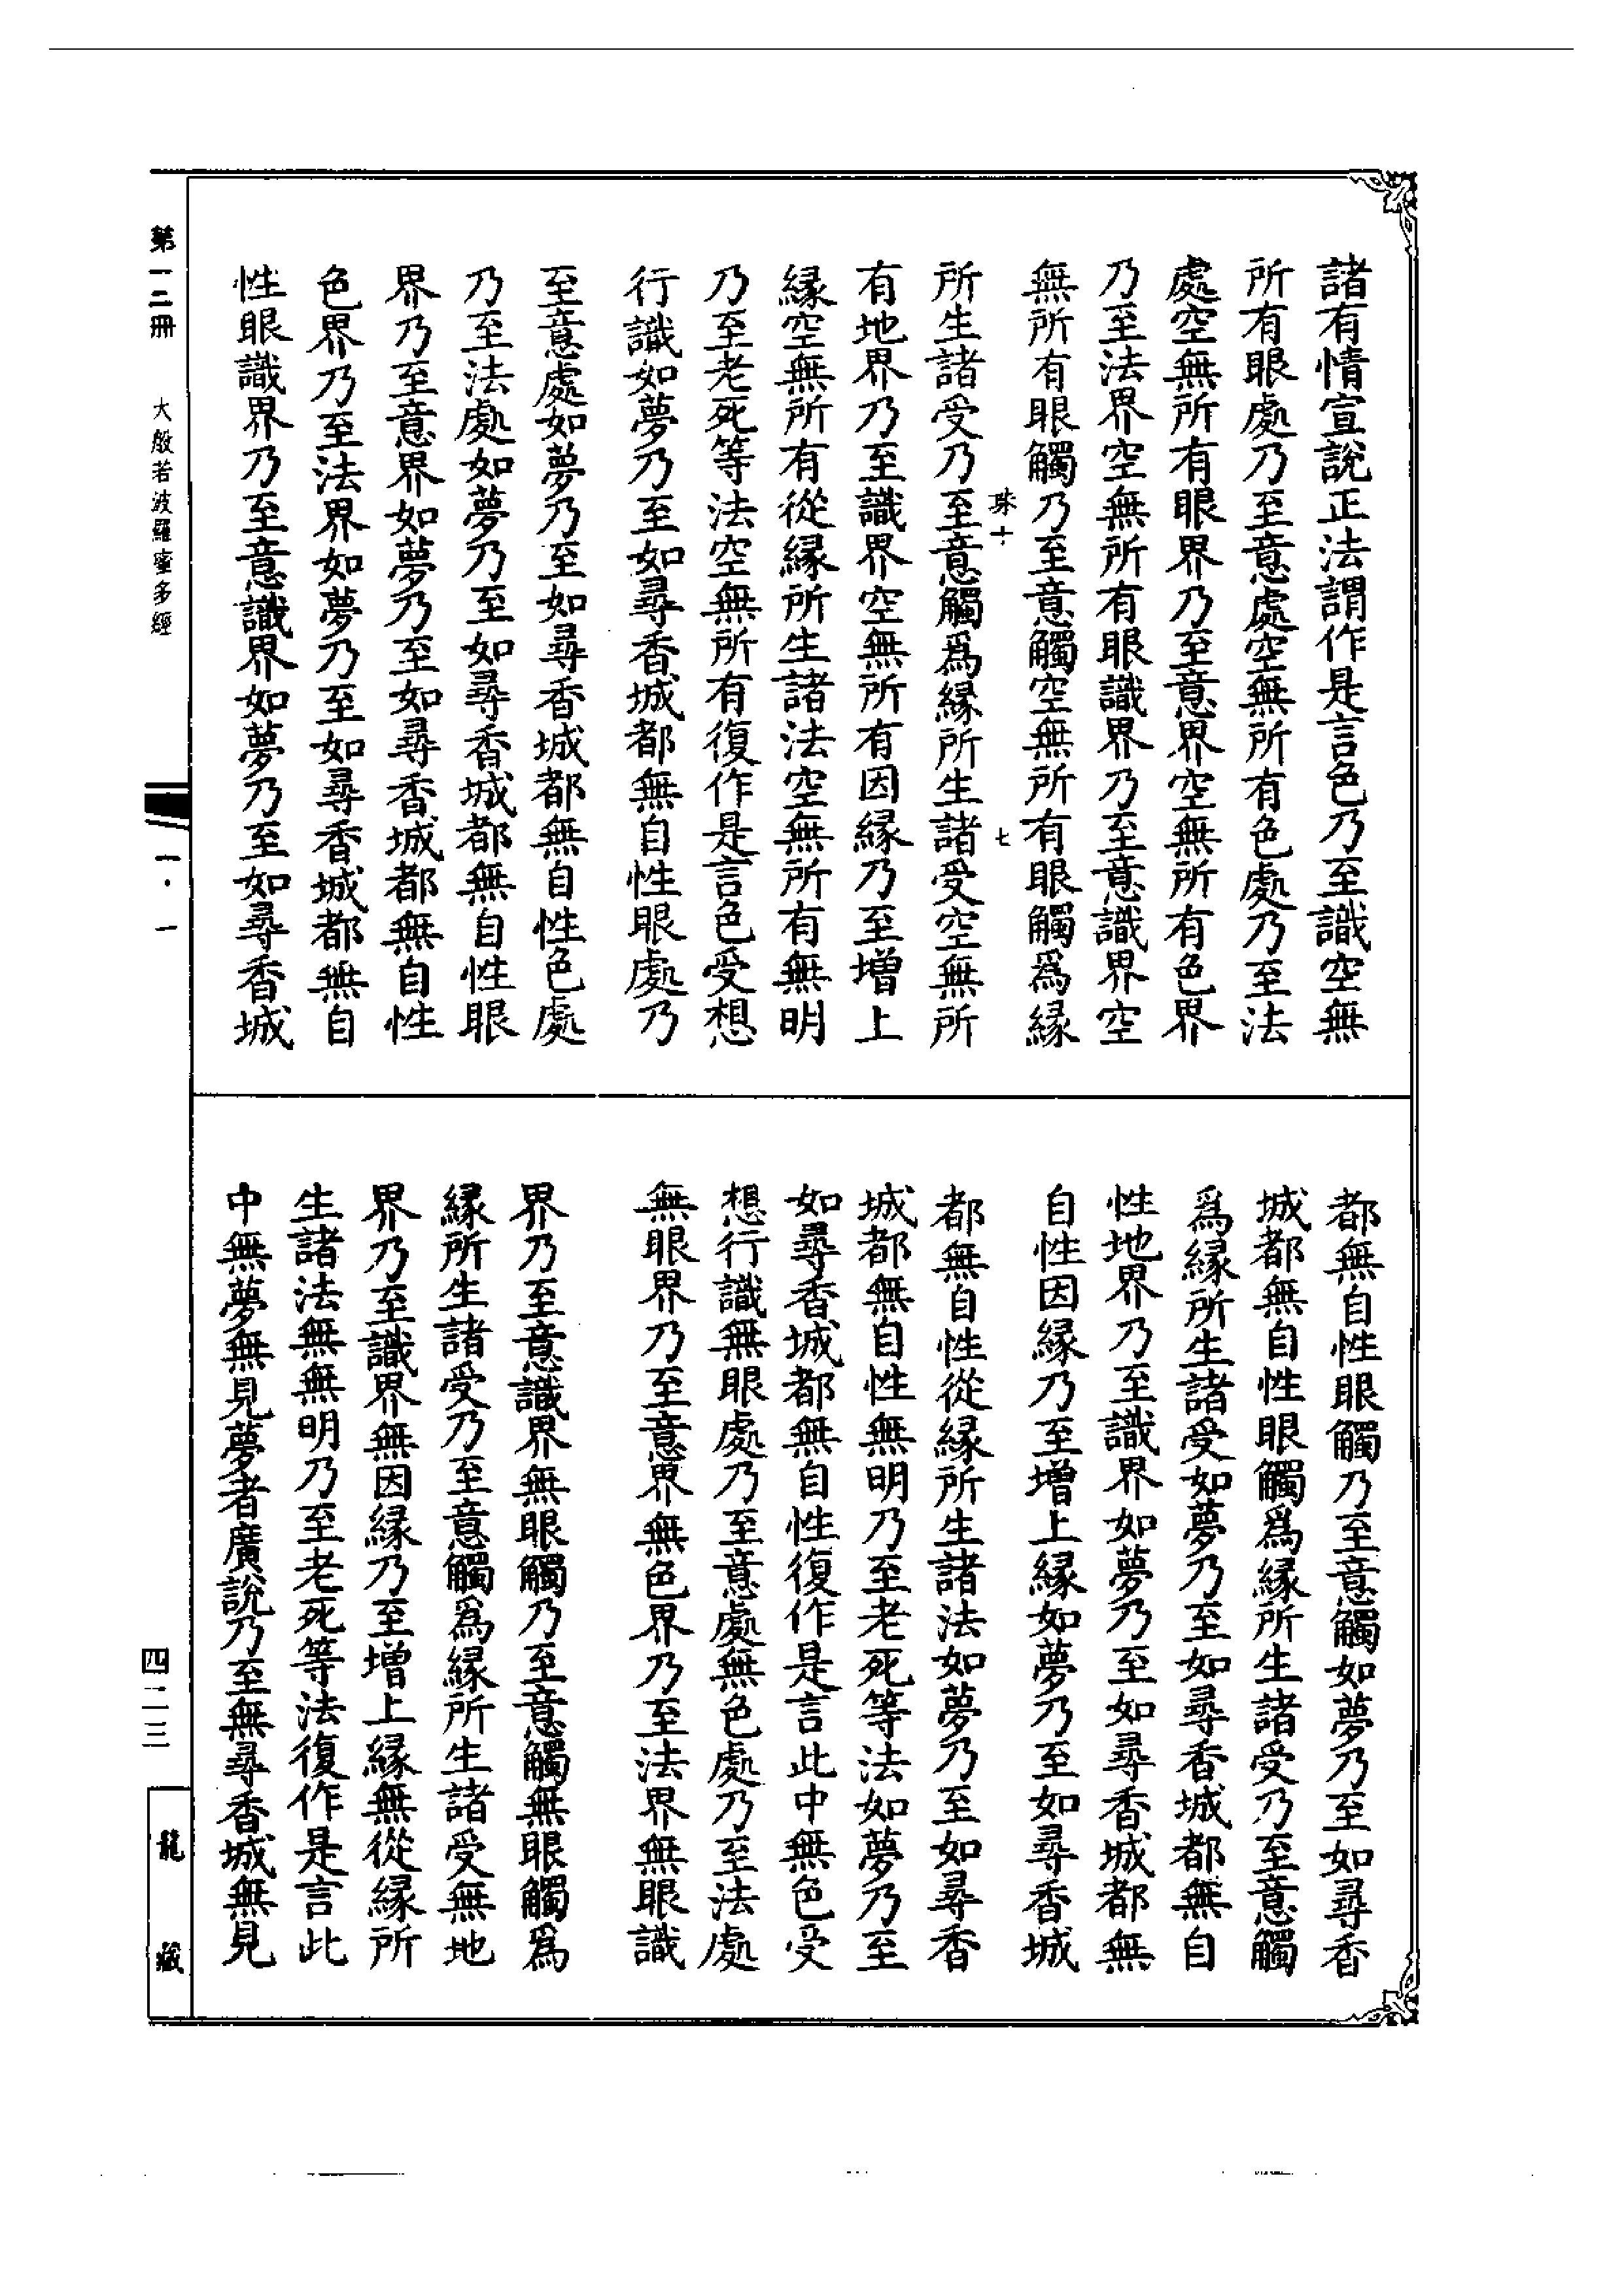 諸有情宣說正法謂作是言色乃至識空無
所有眼處乃至意處空無所有色處乃至法
處空無所有眼界乃至意界空無所有色界
乃至法界空無所有眼識界乃至意識界空
無所有眼觸乃至意觸空無所有眼觸爲緣
珠十 七
所生諸受乃至意觸爲緣所生諸受空無所
有地界乃至識界空無所有因緣乃至增上
緣空無所有從緣所生諸法空無所有無明
乃至老死等法空無所有復作是言色受想
行識如夢乃至如尋香城都無自性眼處乃
至意處如夢乃至如尋香城都無自性色處
乃至法處如夢乃至如尋香城都無自性眼
界乃至意界如夢乃至如尋香城都無自性
色界乃至法界如夢乃至如尋香城都無自
性眼識界乃至意識界如夢乃至如尋香城
都無自性眼觸乃至意觸如夢乃至如尋香
城都無自性眼觸爲緣所生諸受乃至意觸
爲緣所生諸受如夢乃至如尋香城都無自
性地界乃至識界如夢乃至如尋香城都無
自性因緣乃至增上緣如夢乃至如尋香城
都無自性從緣所生諸法如夢乃至如尋香
城都無自性無明乃至老死等法如夢乃至
如尋香城都無自性復作是言此中無色受
想行識無眼處乃至意處無色處乃至法處
無眼界乃至意界無色界乃至法界無眼識
界乃至意識界無眼觸乃至意觸無眼觸爲
緣所生諸受乃至意觸爲緣所生諸受無地
界乃至識界無因緣乃至增上緣無從緣所
生諸法無無明乃至老死等法復作是言此
中無夢無見夢者廣說乃至無尋香城無見
第一二冊
大般若波羅蜜多經
一·一
四二三
龍藏